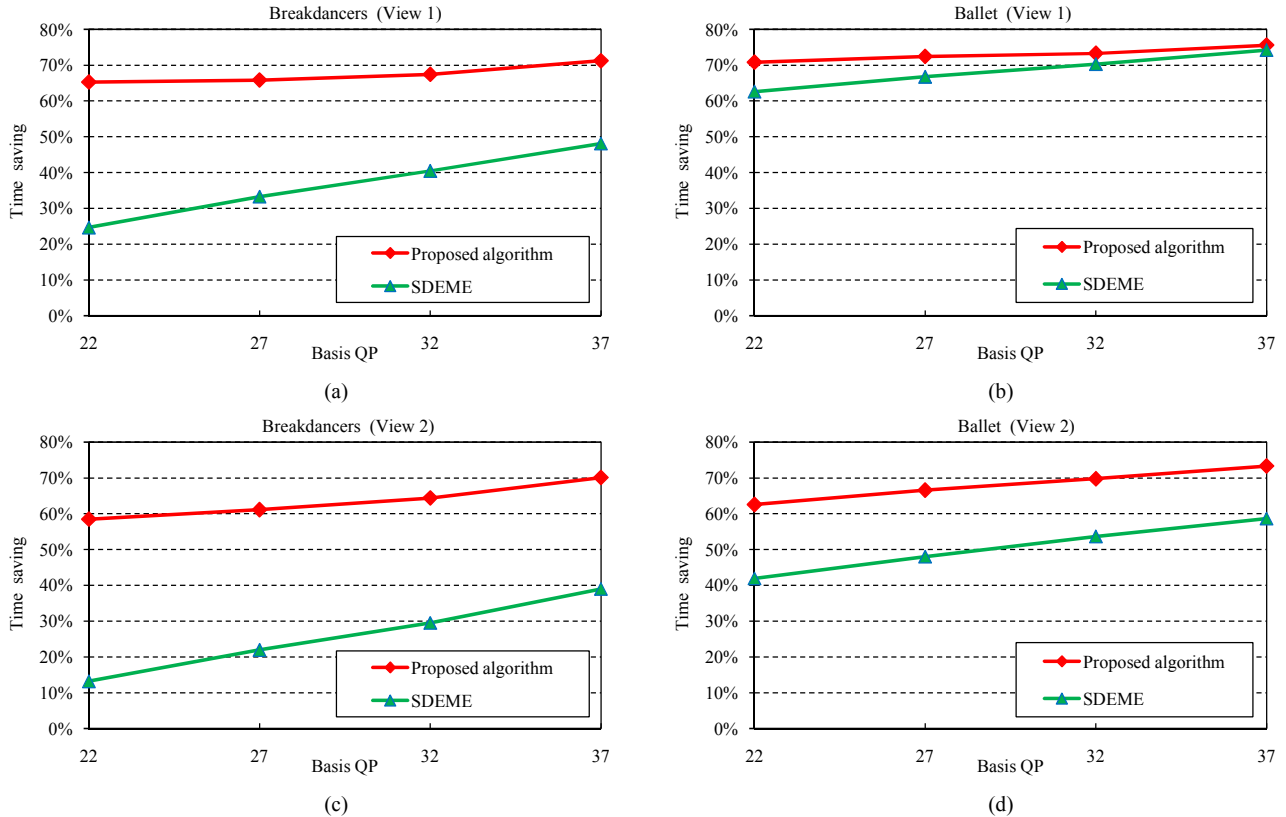 Breakdancers (View 1)
80%
70%
60%
50%
40%
30%
20%
10%
0%
Time saving
Proposed algorithm
SDEME
22
27
32
37
Basis QP
(a)
Ballet (View 1)
80%
70%
60%
50%
40%
30%
20%
10%
0%
Time saving
Proposed algorithm
SDEME
22
27
32
37
Basis QP
(b)
Breakdancers (View 2)
80%
70%
60%
50%
40%
30%
20%
10%
0%
Time saving
Proposed algorithm
SDEME
22
27
32
37
Basis QP
(c)
Ballet (View 2)
80%
70%
60%
50%
40%
30%
20%
10%
0%
Time saving
Proposed algorithm
SDEME
22
27
32
37
Basis QP
(d)